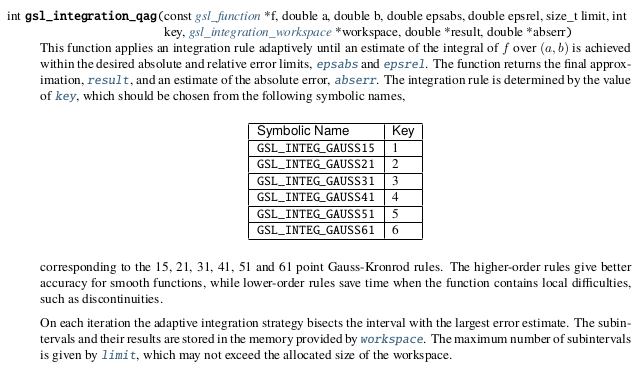 int gsl_integration_qag(const gsl_function *f, double a, double b, double epsabs, double epsrel, size_t limit, int
key, gsl_integration_workspace *workspace, double *result, double *abserr)
This function applies an integration rule adaptively until an estimate of the integral of f over (a, b) is achieved
within the desired absolute and relative error limits, epsabs and epsrel. The function returns the final approx-
imation, result, and an estimate of the absolute error, abserr. The integration rule is determined by the value
of key, which should be chosen from the following symbolic names,
Symbolic Name Key
GSL_INTEG_GAUSS15 1
GSL_INTEG_GAUSS21 2
GSL_INTEG_GAUSS31 3
GSL_INTEG_GAUSS41 4
GSL_INTEG_GAUSS51 5
GSL_INTEG_GAUSS61 6
corresponding to the 15, 21, 31, 41, 51 and 61 point Gauss-Kronrod rules. The higher-order rules give better
accuracy for smooth functions, while lower-order rules save time when the function contains local difficulties,
such as discontinuities.
On each iteration the adaptive integration strategy bisects the interval with the largest error estimate. The subin-
tervals and their results are stored in the memory provided by workspace. The maximum number of subintervals
is given by limit, which may not exceed the allocated size of the workspace.